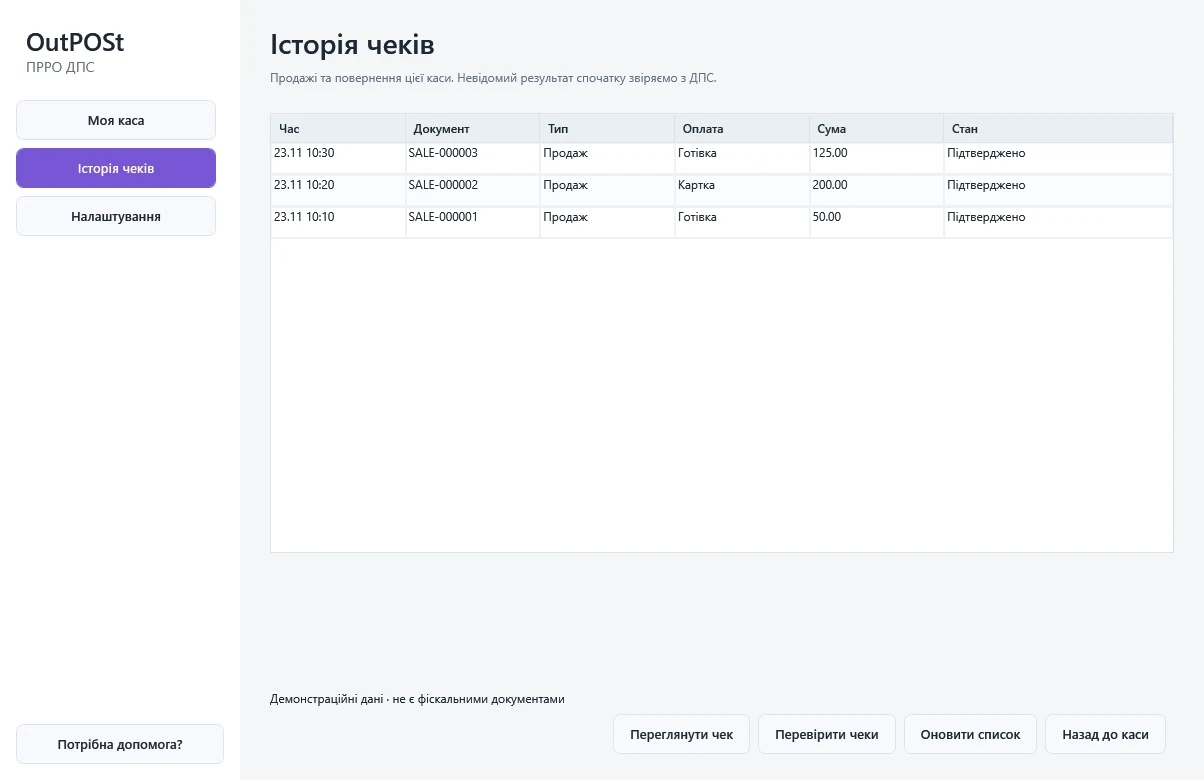 OutPOSt
ПРРО ДПС
Моя каса
Історія чеків
Налаштування
Потрібна допомога?
Історія чеків
Продажі та повернення цієї каси. Невідомий результат спочатку звіряємо з ДПС.
Час Документ Тип Оплата Сума Стан
23.11 10:30 SALE-000003 Продаж Готівка 125.00 Підтверджено
23.11 10:20 SALE-000002 Продаж Картка 200.00 Підтверджено
23.11 10:10 SALE-000001 Продаж Готівка 50.00 Підтверджено
Демонстраційні дані · не є фіскальними документами
Переглянути чек Перевірити чеки Оновити список Назад до каси